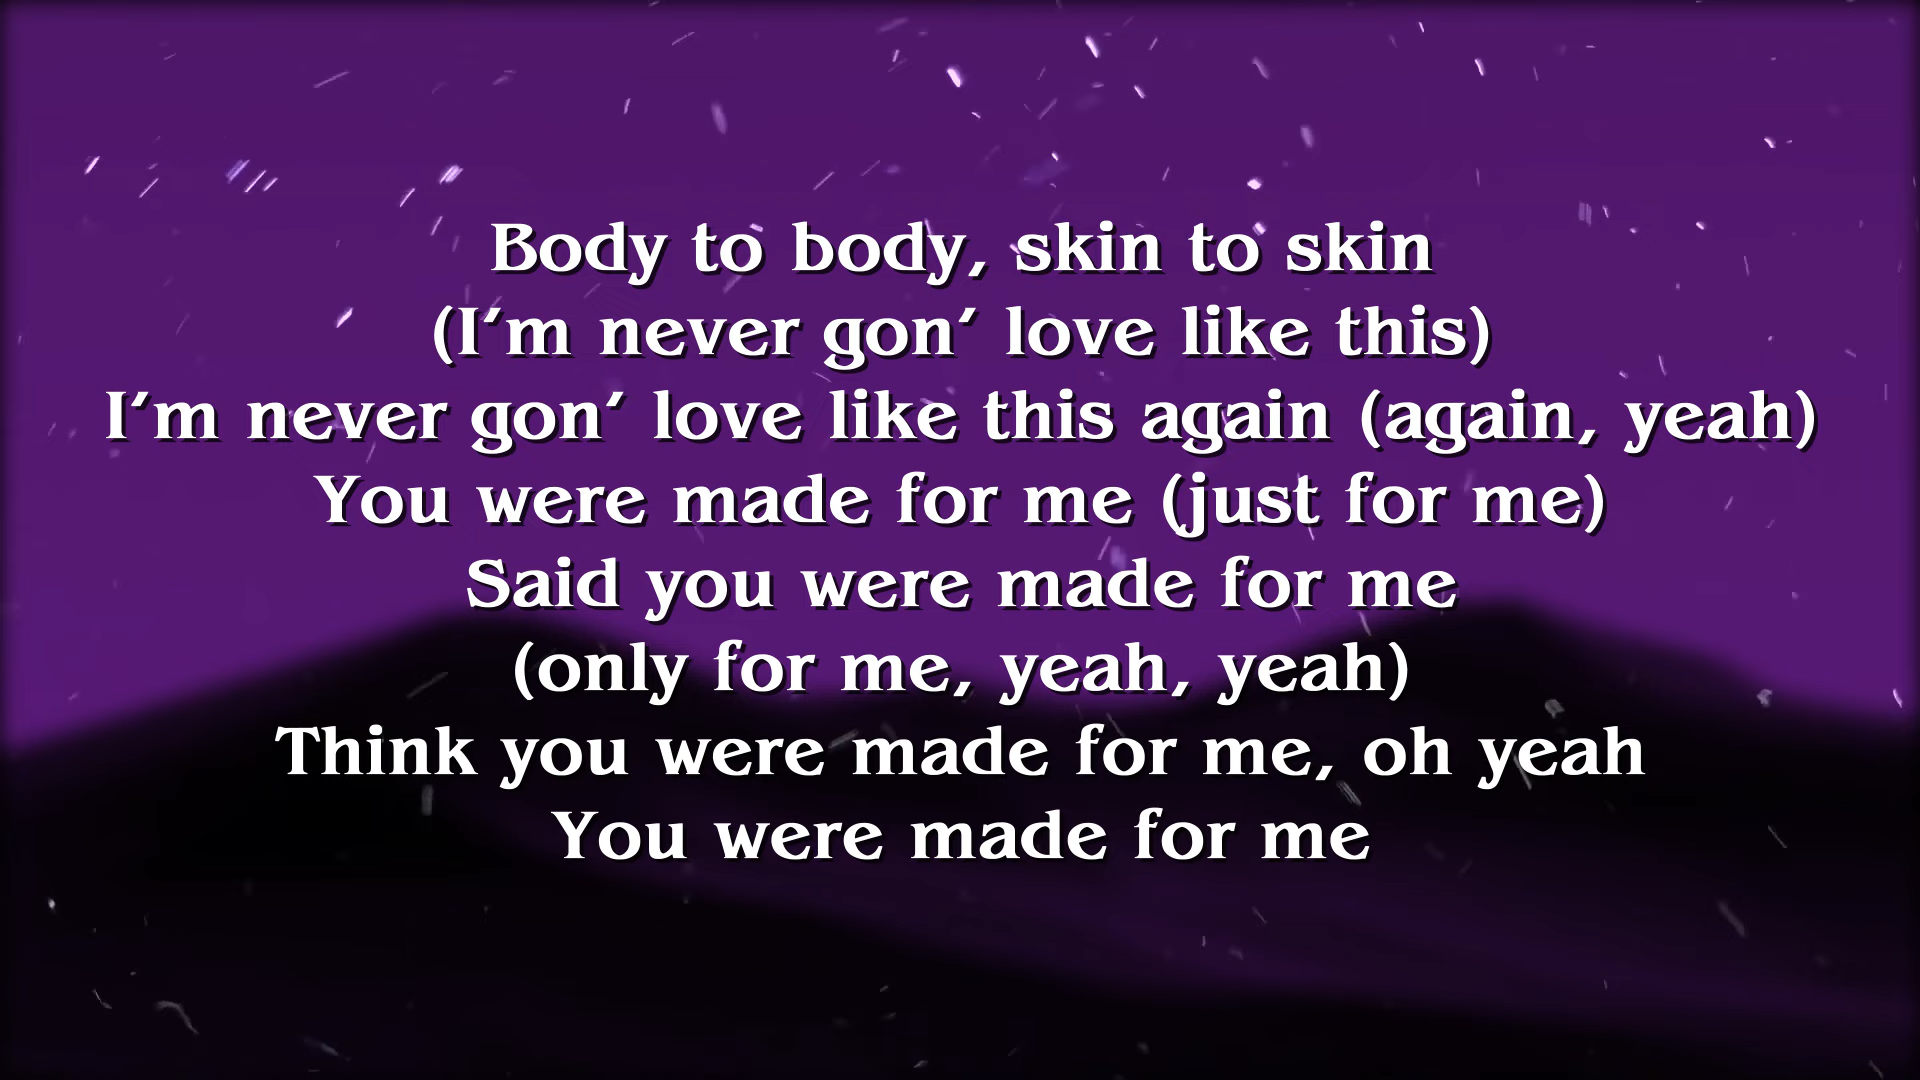 Body to body, skin to skin
(I'm never gon' love like this)
I'm never gon' love like this again (again, yeah)
You were made for me (just for me)
Said you were made for me
(only for me, yeah, yeah)
Think you were made for me, oh yeah
You were made for me